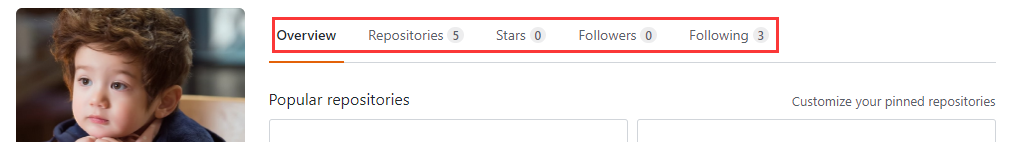 Overview Repositories 5 Stars 0 Followers 0 Following 3
Popular repositories Customize your pinned repositories